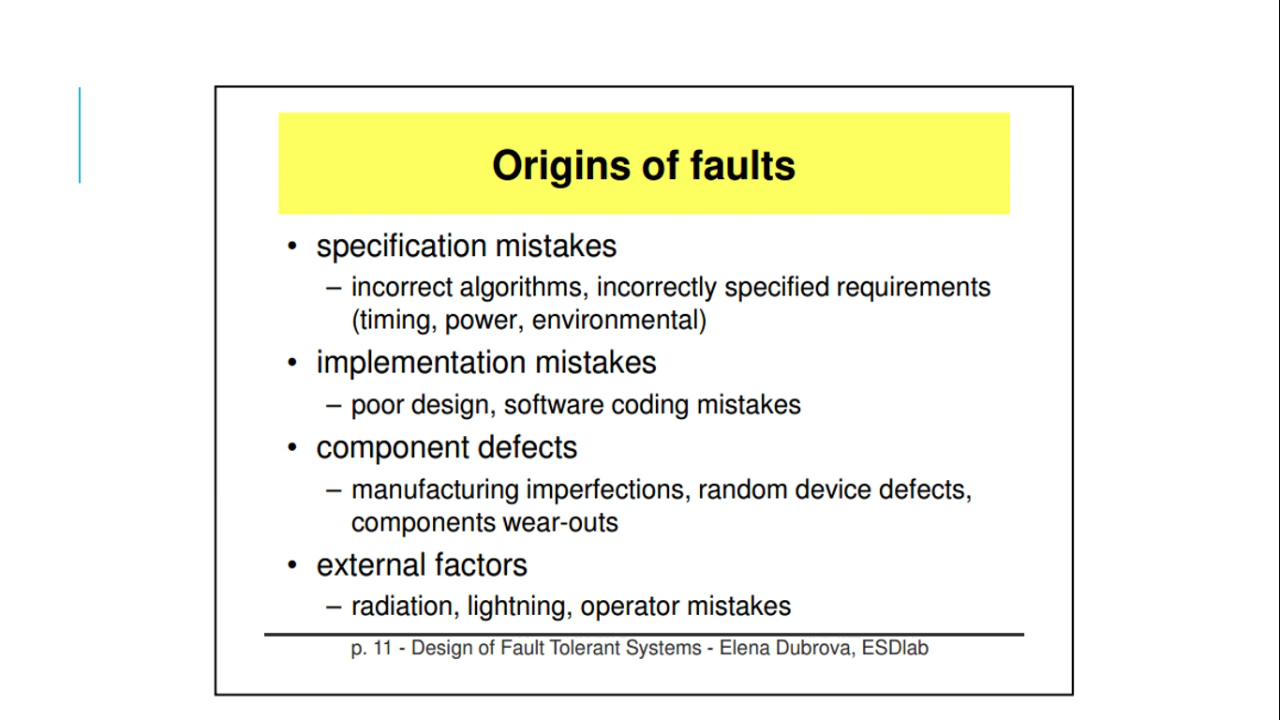 Origins of faults
• specification mistakes
– incorrect algorithms, incorrectly specified requirements
(timing, power, environmental)
• implementation mistakes
– poor design, software coding mistakes
• component defects
– manufacturing imperfections, random device defects,
components wear-outs
• external factors
– radiation, lightning, operator mistakes
p. 11 - Design of Fault Tolerant Systems - Elena Dubrova, ESDlab